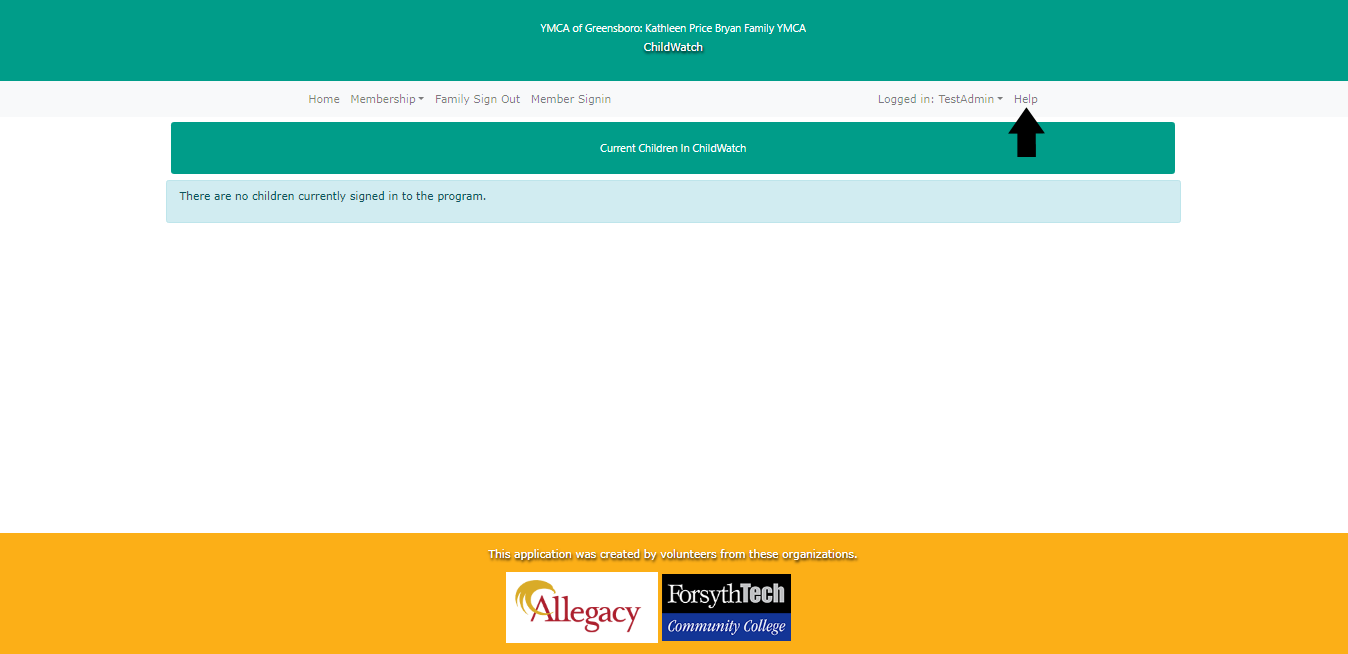 YMCA of Greensboro: Kathleen Price Bryan Family YMCA
ChildWatch
Home Membership Family Sign Out Member Signin Logged in: TestAdmin Help
Current Children In ChildWatch
There are no children currently signed in to the program.
This application was created by volunteers from these organizations.
Allegacy
ForsythTech
Community College